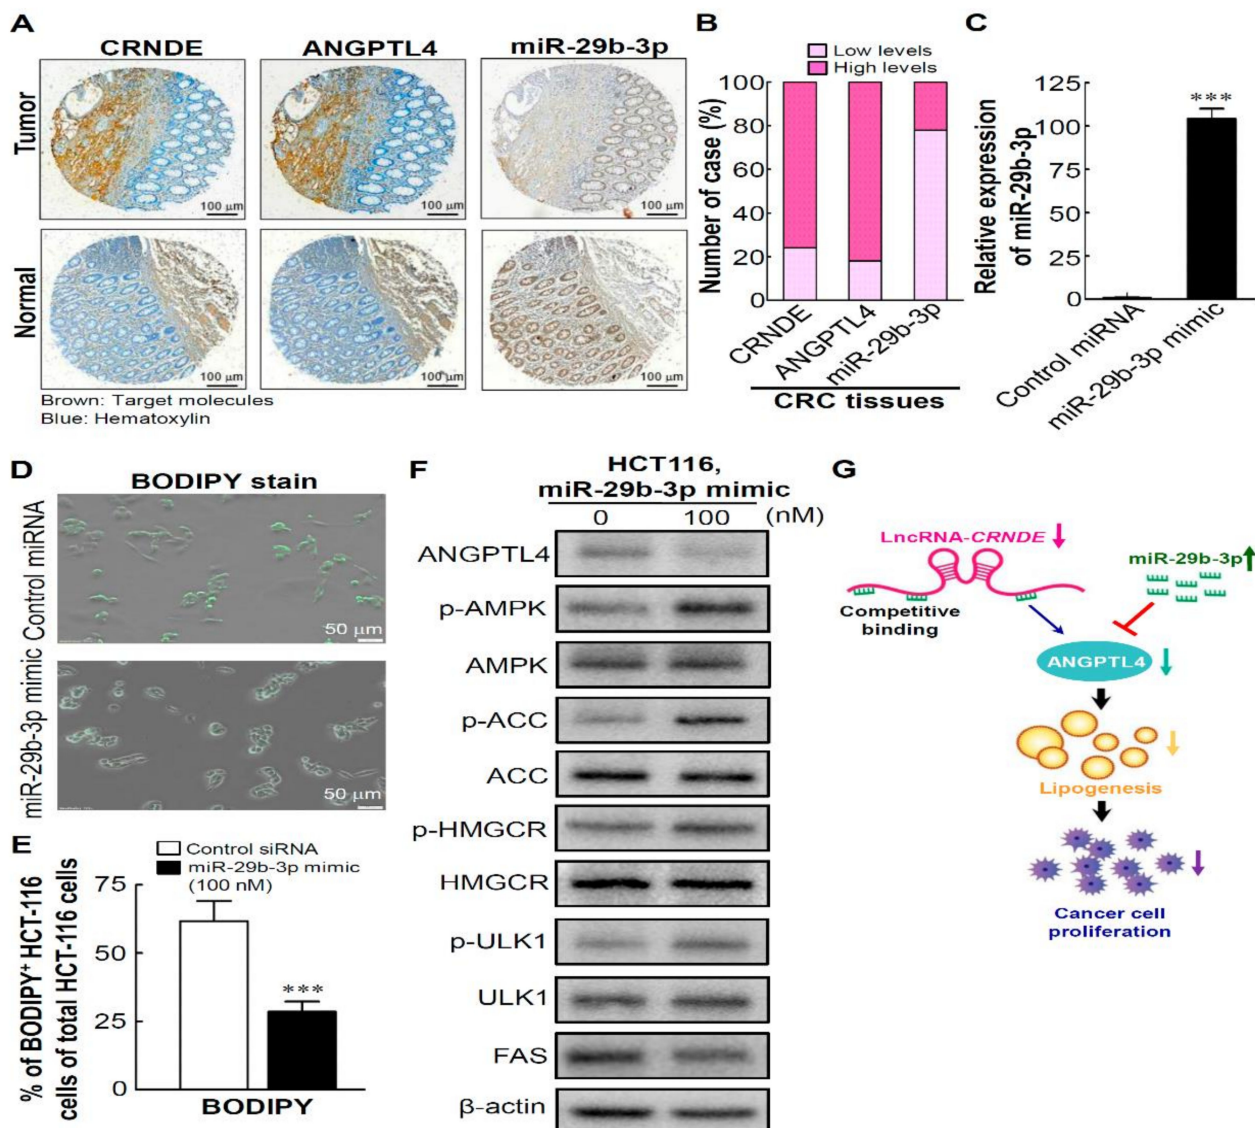 A
CRNDE
ANGPTL4
miR-29b-3p
Tumor
100 µm
100 µm
100 µm
Normal
100 µm
100 µm
100 µm
Brown: Target molecules
Blue: Hematoxylin
B
Low levels
High levels
Number of case (%)
100
80
60
40
20
0
CRNDE
ANGPTL4
miR-29b-3p
CRC tissues
C
Relative expression
of miR-29b-3p
125
100
75
50
25
0
***
Control miRNA
miR-29b-3p mimic
D
BODIPY stain
Control miRNA
50 µm
miR-29b-3p mimic
50 µm
E
Control siRNA
miR-29b-3p mimic
(100 nM)
% of BODIPY+ HCT-116
cells of total HCT-116 cells
75
50
25
0
***
BODIPY
F
HCT116,
miR-29b-3p mimic
0 100 (nM)
ANGPTL4
p-AMPK
AMPK
p-ACC
ACC
p-HMGCR
HMGCR
p-ULK1
ULK1
FAS
β-actin
G
LncRNA-CRNDE
miR-29b-3p
Competitive
binding
ANGPTL4
Lipogenesis
Cancer cell
proliferation